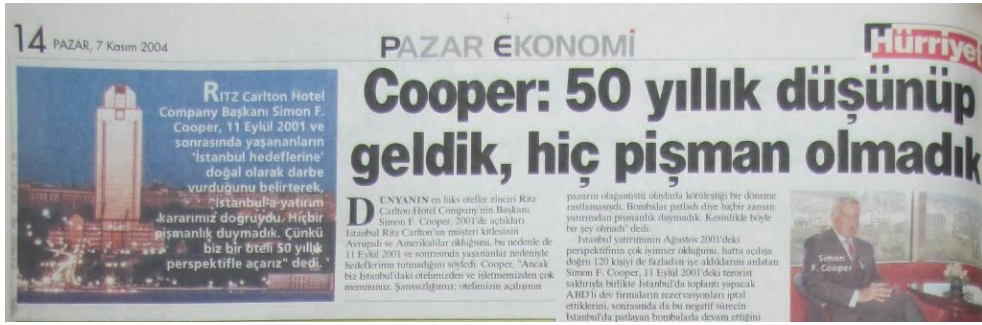 14 PAZAR, 7 Kasım 2004
PAZAR EKONOMİ
Hürriyet
RITZ Carlton Hotel
Company Başkanı Simon F.
Cooper, 11 Eylül 2001 ve
sonrasında yaşananların
'İstanbul hedeflerine'
doğal olarak darbe
vurduğunu belirterek,
"İstanbul'a yatırım
kararımız doğruydu. Hiçbir
pişmanlık duymadık. Çünkü
biz bir oteli 50 yıllık
perspektifle açarız" dedi.
Cooper: 50 yıllık düşünüp
geldik, hiç pişman olmadık
DÜNYANIN en lüks oteller zinciri Ritz
Carlton Hotel Company'nin Başkanı
Simon F. Cooper, 2001'de açtıkları
İstanbul Ritz Carlton'un müşteri kitlesinin
Avrupalı ve Amerikalılar olduğunu, bu nedenle de
11 Eylül 2001 ve sonrasında yaşananlar nedeniyle
hedeflerinin tutmadığını söyledi. Cooper, "Ancak
biz İstanbul'daki otelimizden ve işletmemizden çok
memnunuz. Şanssızlığımız, otelimizin açılışının
pazarın olağanüstü olaylarla kötüleştiği bir döneme
rastlamasıydı. Bombalar patladı diye hiçbir zaman
yatırımdan pişmanlık duymadık. Kesinlikle böyle
bir şey olmadı" dedi.
İstanbul yatırımının Ağustos 2001'deki
perspektifinin çok iyimser olduğunu, hatta açılışa
doğru 120 kişiyi de fazladan işe aldıklarını anlatan
Simon F. Cooper, 11 Eylül 2001'deki terörist
saldırıyla birlikte İstanbul'da toplantı yapacak
ABD'li dev firmaların rezervasyonları iptal
ettiklerini, sonrasında da bu negatif sürecin
İstanbul'da patlayan bombalarla devam ettiğini
Simon
F. Cooper